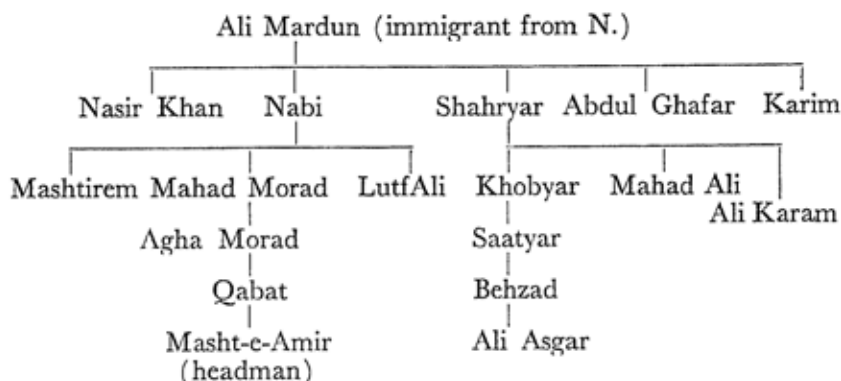 Ali Mardun (immigrant from N.)
Nasir Khan Nabi Shahryar Abdul Ghafar Karim
Mashtirem Mahad Morad LutfAli Khobyar Mahad Ali
Ali Karam
Agha Morad Saatyar
Qabat Behzad
Masht-e-Amir Ali Asgar
(headman)